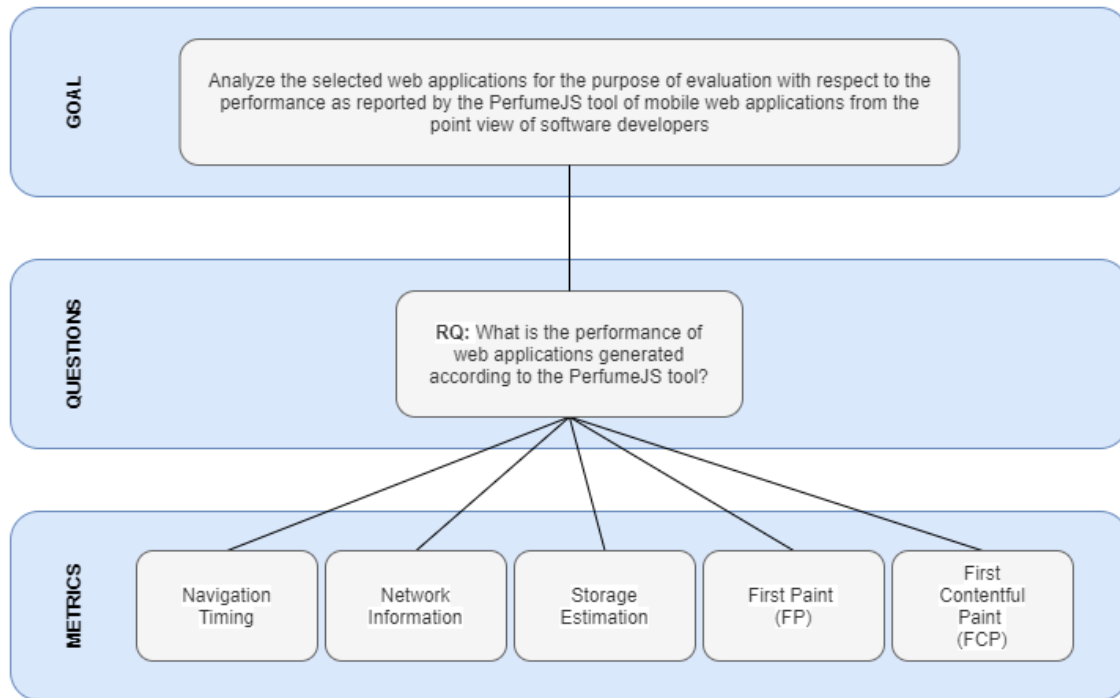 GOAL
Analyze the selected web applications for the purpose of evaluation with respect to the
performance as reported by the PerfumeJS tool of mobile web applications from the
point view of software developers
QUESTIONS
RQ: What is the performance of
web applications generated
according to the PerfumeJS tool?
METRICS
Navigation
Timing
Network
Information
Storage
Estimation
First Paint
(FP)
First
Contentful
Paint
(FCP)